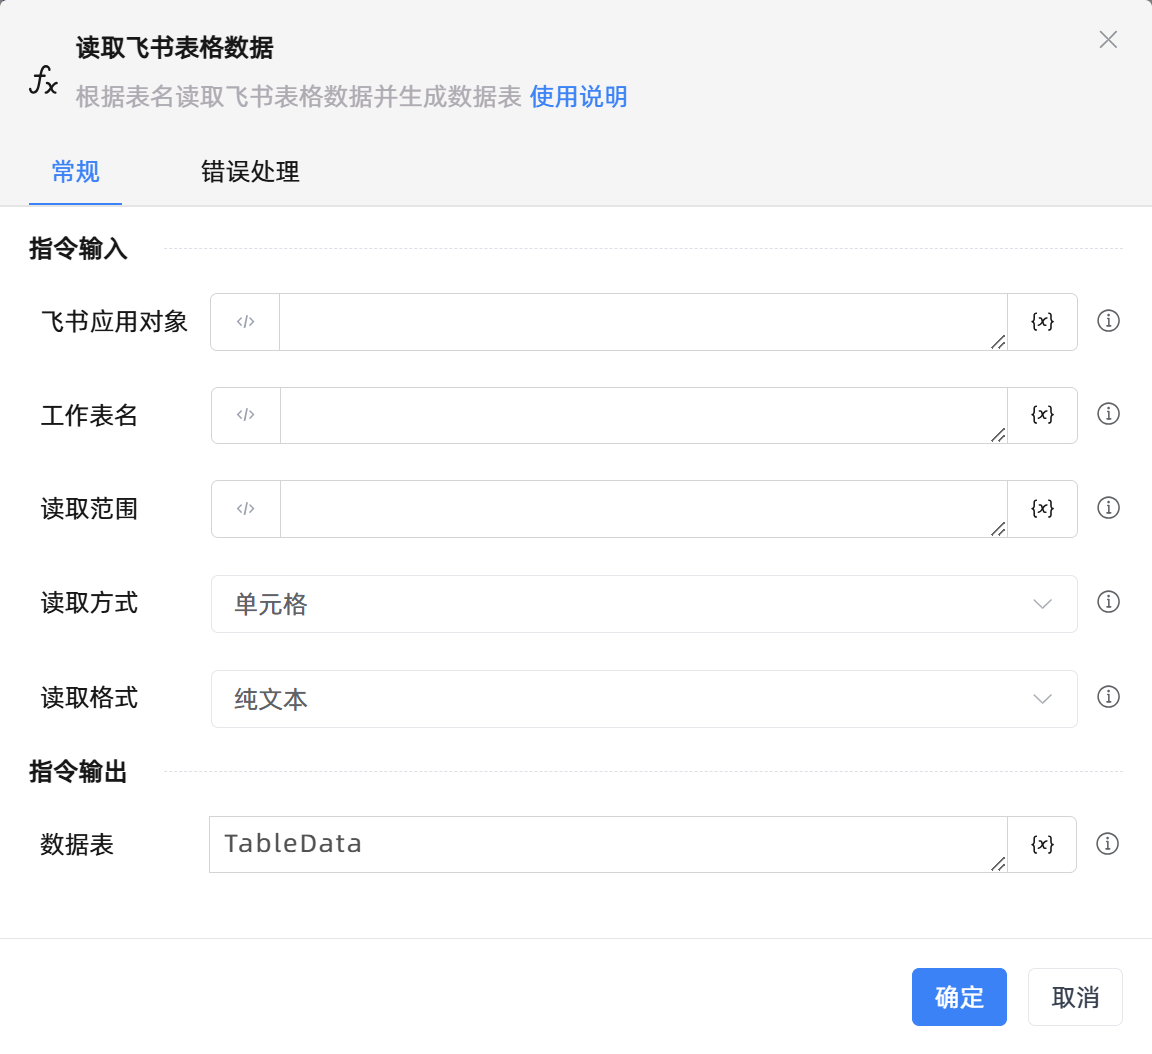 读取飞书表格数据
fx
根据表名读取飞书表格数据并生成数据表 使用说明
常规 错误处理
指令输入
飞书应用对象 </> {x}
工作表名 </> {x}
读取范围 </> {x}
读取方式 单元格
读取格式 纯文本
指令输出
数据表 TableData {x}
确定 取消